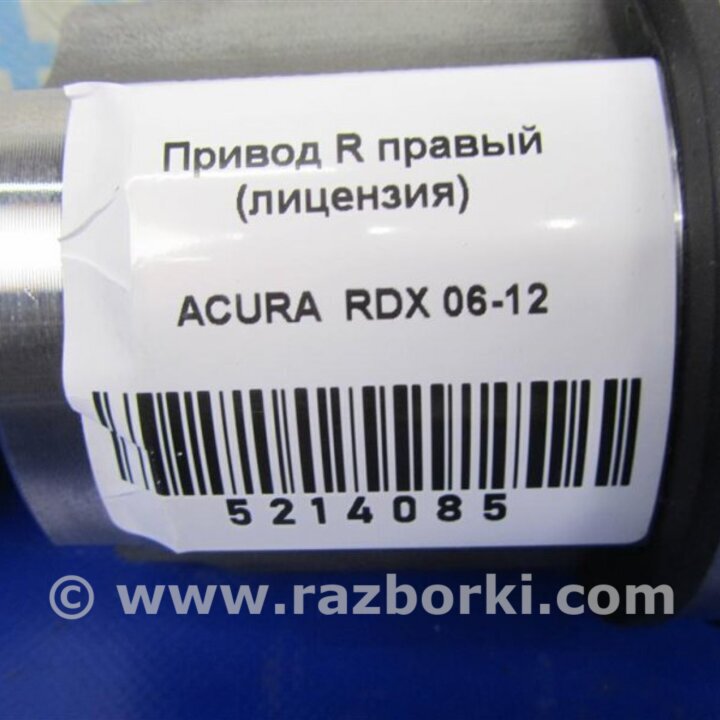 Привод R правый
(лицензия)
ACURA RDX 06-12
5214085
© www.razborki.com